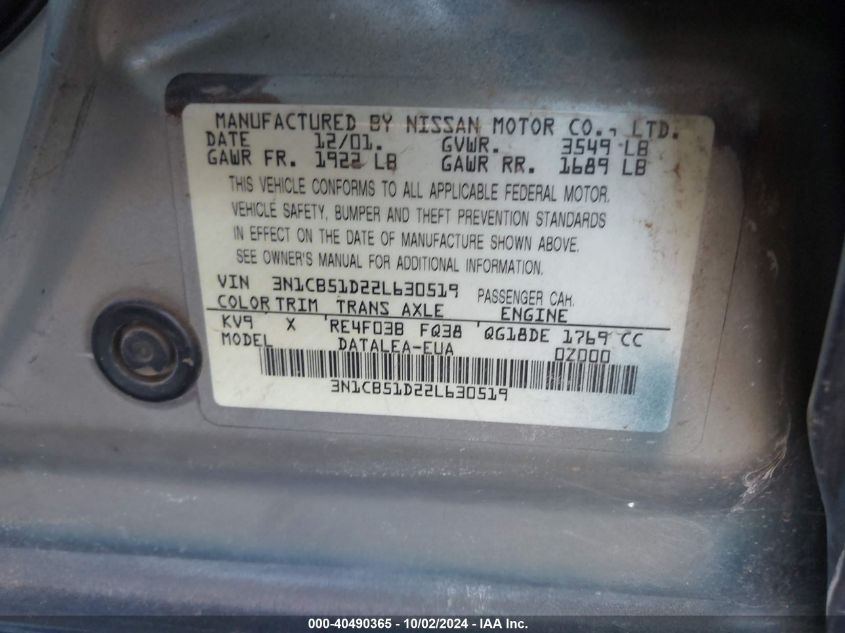 MANUFACTURED BY NISSAN MOTOR CO., LTD.
DATE 12/01. GVWR. 3549 LB
GAWR FR. 1922 LB GAWR RR. 1689 LB
THIS VEHICLE CONFORMS TO ALL APPLICABLE FEDERAL MOTOR.
VEHICLE SAFETY, BUMPER AND THEFT PREVENTION STANDARDS
IN EFFECT ON THE DATE OF MANUFACTURE SHOWN ABOVE.
SEE OWNER'S MANUAL FOR ADDITIONAL INFORMATION.
VIN 3N1CB51D22L630519 PASSENGER CAR.
COLOR TRIM TRANS AXLE ENGINE
KV9 X RE4F03B FQ38 QG18DE 1769 CC
MODEL DATALEA-EUA 0Z000
3N1CB51D22L630519
000-40490365 - 10/02/2024 - IAA Inc.